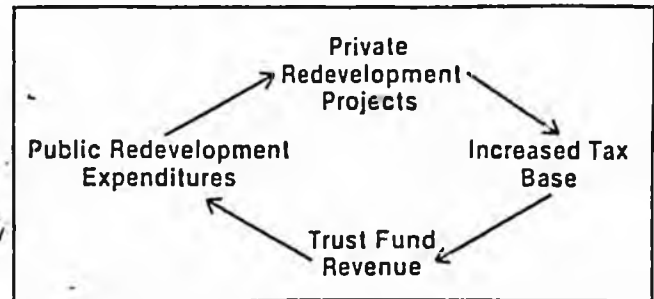 Private
Redevelopment
Projects
Public Redevelopment
Expenditures
Increased Tax
Base
Trust Fund
Revenue